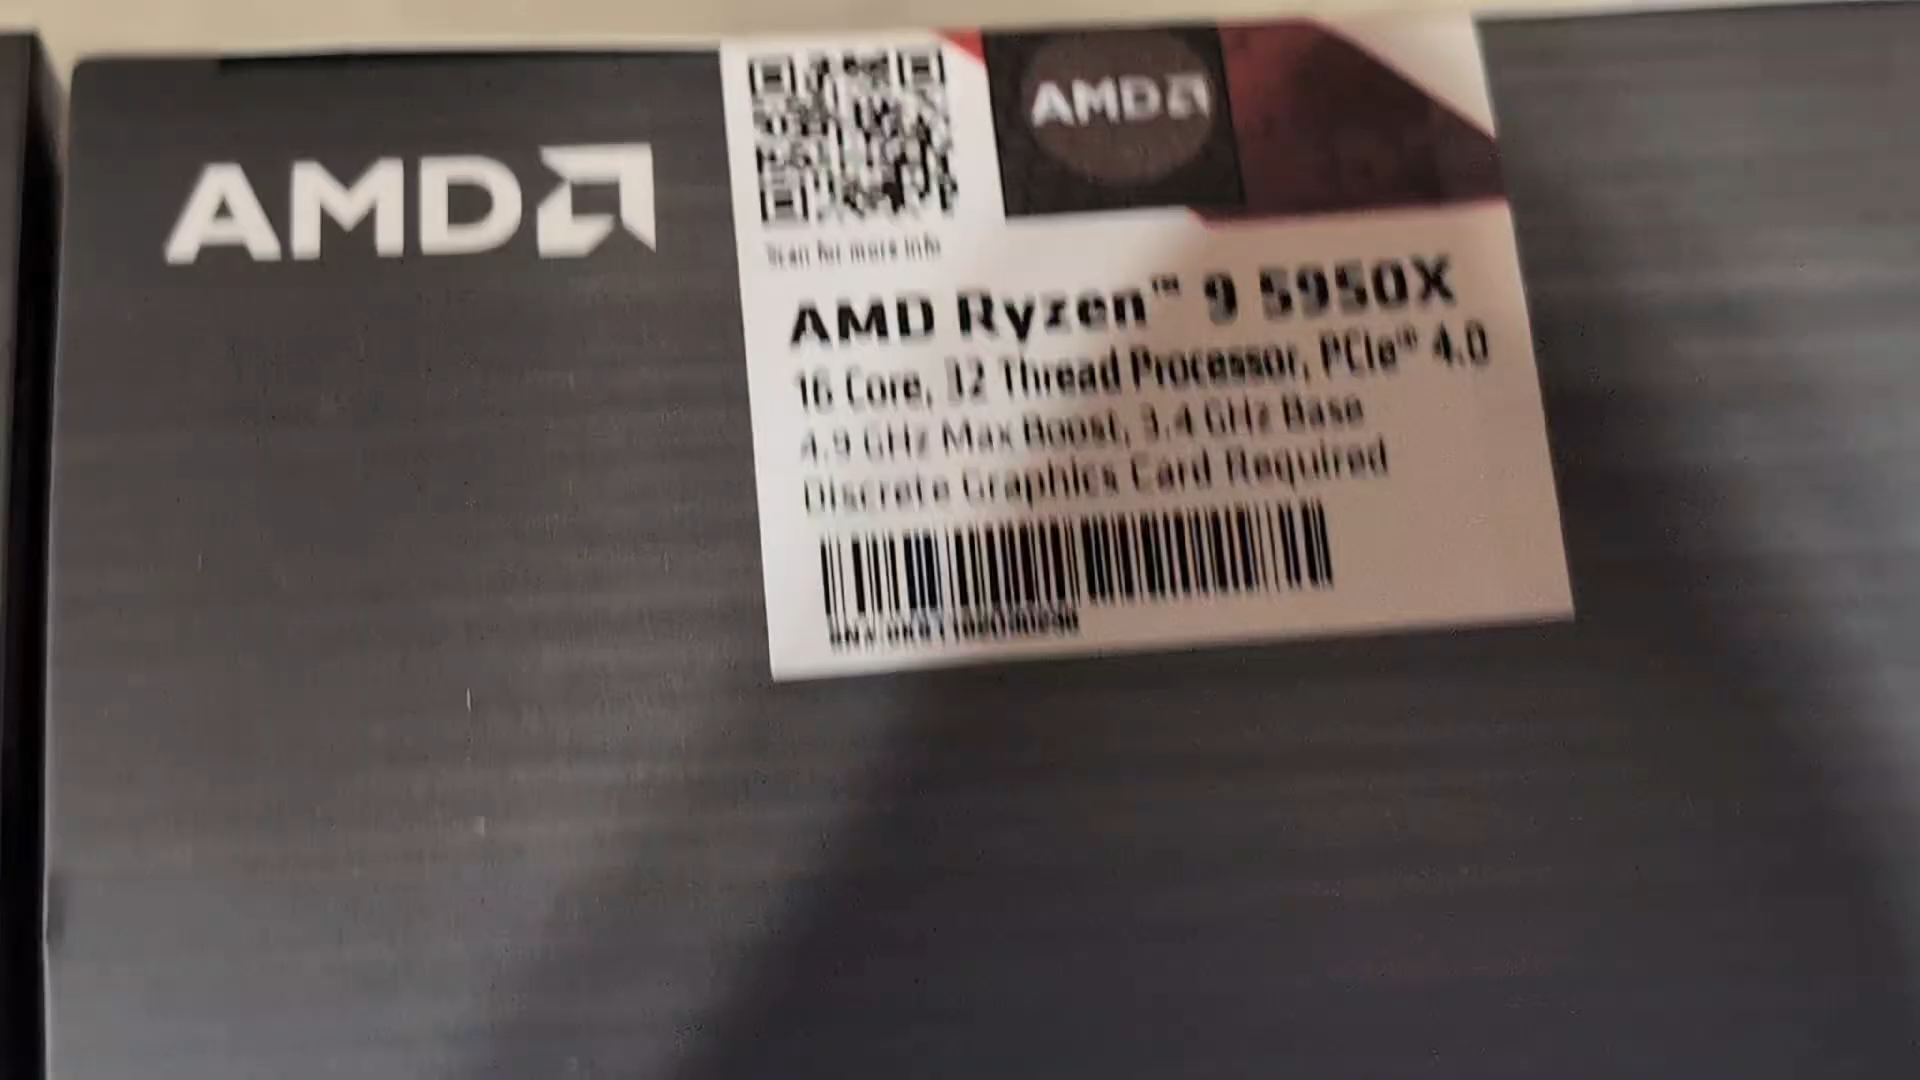 AMD
AMD
Scan for more info
AMD Ryzen™ 9 5950X
16 Core, 32 Thread Processor, PCIe™ 4.0
4.9 GHz Max Boost, 3.4 GHz Base
Discrete Graphics Card Required